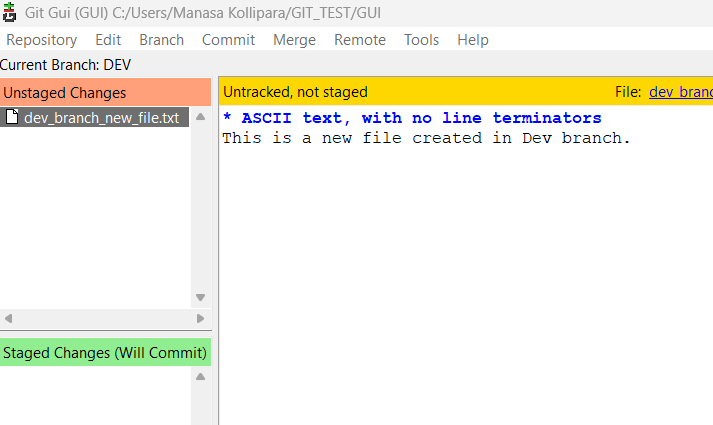 Git Gui (GUI) C:/Users/Manasa Kollipara/GIT_TEST/GUI
Repository Edit Branch Commit Merge Remote Tools Help
Current Branch: DEV
Unstaged Changes
dev_branch_new_file.txt
Untracked, not staged File: dev_branc
* ASCII text, with no line terminators
This is a new file created in Dev branch.
Staged Changes (Will Commit)